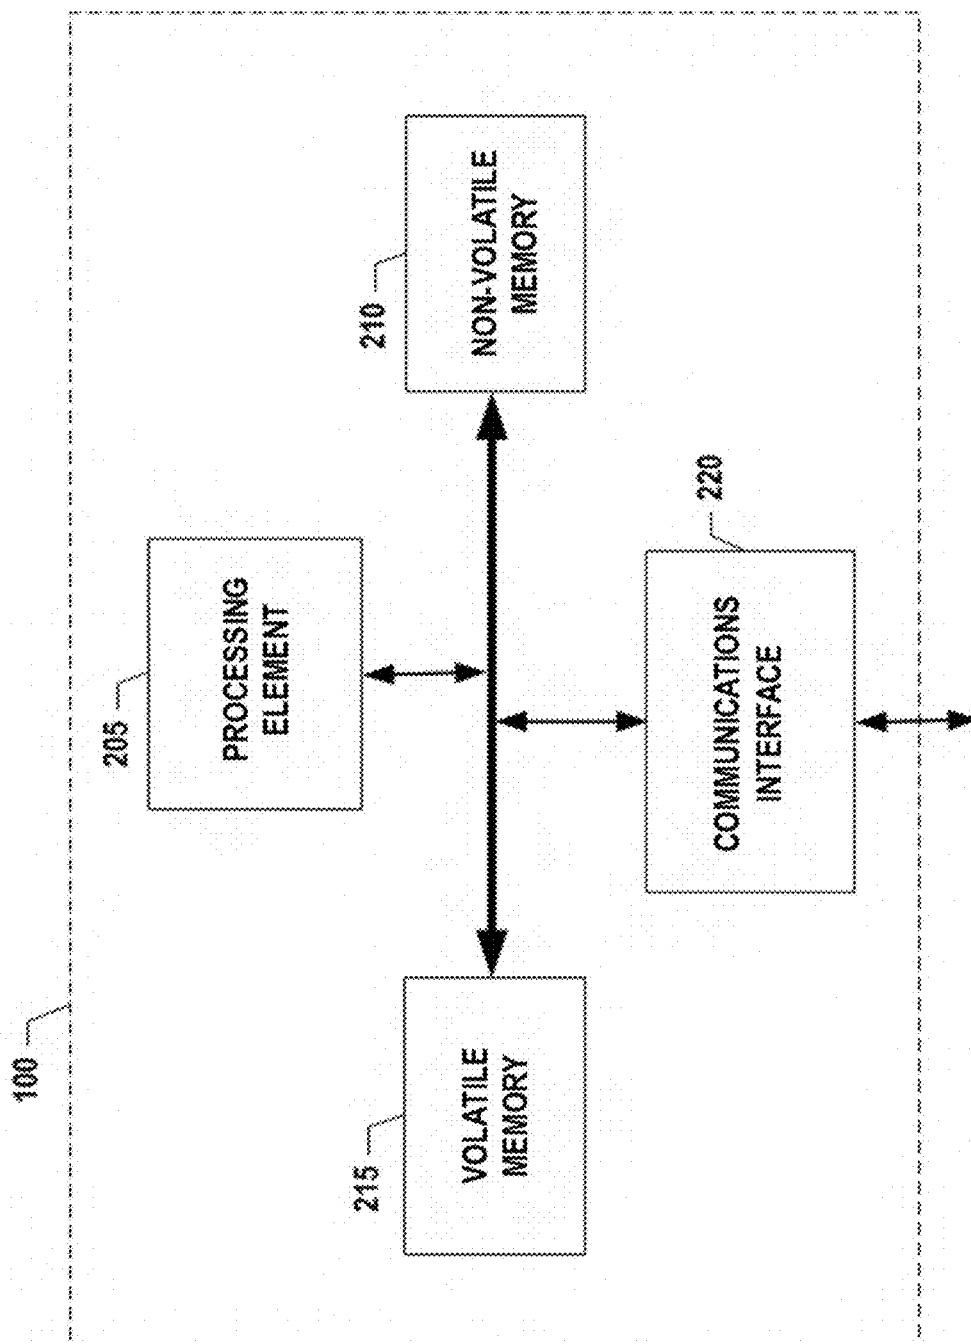 100
205
PROCESSING
ELEMENT
215
VOLATILE
MEMORY
210
NON-VOLATILE
MEMORY
COMMUNICATIONS
INTERFACE
220